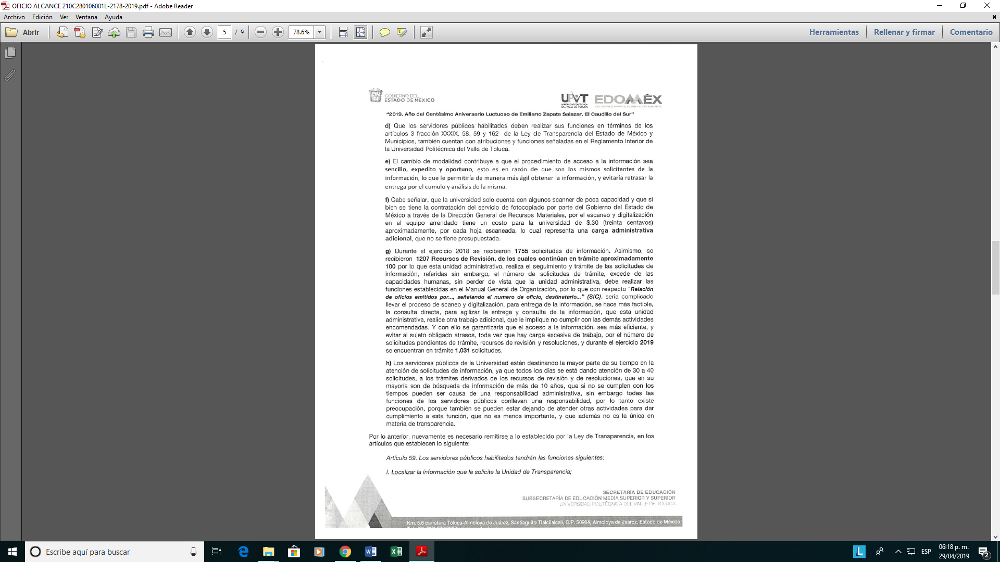 OFICIO ALCANCE 210C280106001L-2178-2019.pdf - Adobe Reader
Archivo Edición Ver Ventana Ayuda
Abrir 5 / 9 78.6% Herramientas Rellenar y firmar Comentario
GOBIERNO DEL
ESTADO DE MÉXICO
UPVT EDOMÉX
UNIVERSIDAD POLITÉCNICA
DEL VALLE DE TOLUCA
“2019. Año del Centésimo Aniversario Luctuoso de Emiliano Zapata Salazar. El Caudillo del Sur”
d) Que los servidores públicos habilitados deben realizar sus funciones en términos de los
artículos 3 fracción XXXIX, 58, 59 y 162 de la Ley de Transparencia del Estado de México y
Municipios, también cuentan con atribuciones y funciones señaladas en el Reglamento Interior de
la Universidad Politécnica del Valle de Toluca.
e) El cambio de modalidad contribuye a que el procedimiento de acceso a la información sea
sencillo, expedito y oportuno, esto es en razón de que son los mismos solicitantes de la
información, lo que le permitiría de manera más ágil obtener la información, y evitaría retrasar la
entrega por el cumulo y análisis de la misma.
f) Cabe señalar, que la universidad solo cuenta con algunos scanner de poca capacidad y que si
bien se tiene la contratación del servicio de fotocopiado por parte del Gobierno del Estado de
México a través de la Dirección General de Recursos Materiales, por el escaneo y digitalización
en el equipo arrendado tiene un costo para la universidad de $.30 (treinta centavos)
aproximadamente, por cada hoja escaneada, lo cual representa una carga administrativa
adicional, que no se tiene presupuestada.
g) Durante el ejercicio 2018 se recibieron 1755 solicitudes de información. Asimismo, se
recibieron 1207 Recursos de Revisión, de los cuales continúan en trámite aproximadamente
100 por lo que esta unidad administrativo, realiza el seguimiento y trámite de las solicitudes de
información, referidas sin embargo, el número de solicitudes de trámite, excede de las
capacidades humanas, sin perder de vista que la unidad administrativa, debe realizar las
funciones establecidas en el Manual General de Organización, por lo que con respecto “Relación
de oficios emitidos por..., señalando el numero de oficio, destinatario...” (SIC), sería complicado
llevar el proceso de scaneo y digitalización, para entrega de la información, se hace más factible,
la consulta directa, para agilizar la entrega y consulta de la información, que esta unidad
administrativa, realice otra trabajo adicional, que le implique no cumplir con las demás actividades
encomendadas. Y con ello se garantizaría que el acceso a la información, sea más eficiente, y
evitar al sujeto obligado atrasos, toda vez que hay carga excesiva de trabajo, por el número de
solicitudes pendientes de trámite, recursos de revisión y resoluciones, y durante el ejercicio 2019
se encuentran en trámite 1,031 solicitudes.
h) Los servidores públicos de la Universidad están destinando la mayor parte de su tiempo en la
atención de solicitudes de información, ya que todos los días se está dando atención de 30 a 40
solicitudes, a los trámites derivados de los recursos de revisión y de resoluciones, que en su
mayoría son de búsqueda de información de más de 10 años, que si no se cumplen con los
tiempos pueden ser causa de una responsabilidad administrativa, sin embargo todas las
funciones de los servidores públicos conllevan una responsabilidad, por lo tanto existe
preocupación, porque también se pueden estar dejando de atender otras actividades para dar
cumplimiento a esta función, que no es menos importante, y que además no es la única en
materia de transparencia.
Por lo anterior, nuevamente es necesario remitirse a lo establecido por la Ley de Transparencia, en los
artículos que establecen lo siguiente:
Artículo 59. Los servidores públicos habilitados tendrán las funciones siguientes:
I. Localizar la información que le solicite la Unidad de Transparencia;
SECRETARÍA DE EDUCACIÓN
SUBSECRETARÍA DE EDUCACIÓN MEDIA SUPERIOR Y SUPERIOR
UNIVERSIDAD POLITÉCNICA DEL VALLE DE TOLUCA
Km. 5.6 carretera Toluca-Almoloya de Juárez, Santiaguito Tlalcilalcali, C.P. 50904, Almoloya de Juárez, Estado de México.
Escribe aquí para buscar
ESP
06:18 p. m.
29/04/2019
2